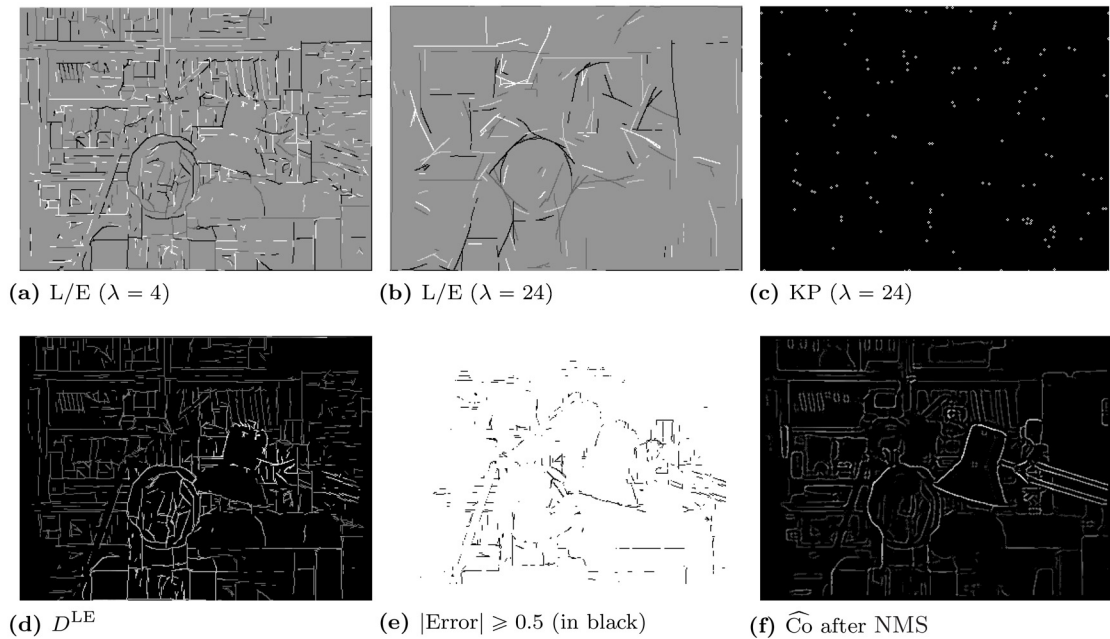 (a) L/E (λ = 4)
(b) L/E (λ = 24)
(c) KP (λ = 24)
(d) D^LE
(e) |Error| ⩾ 0.5 (in black)
(f) Ĉo after NMS